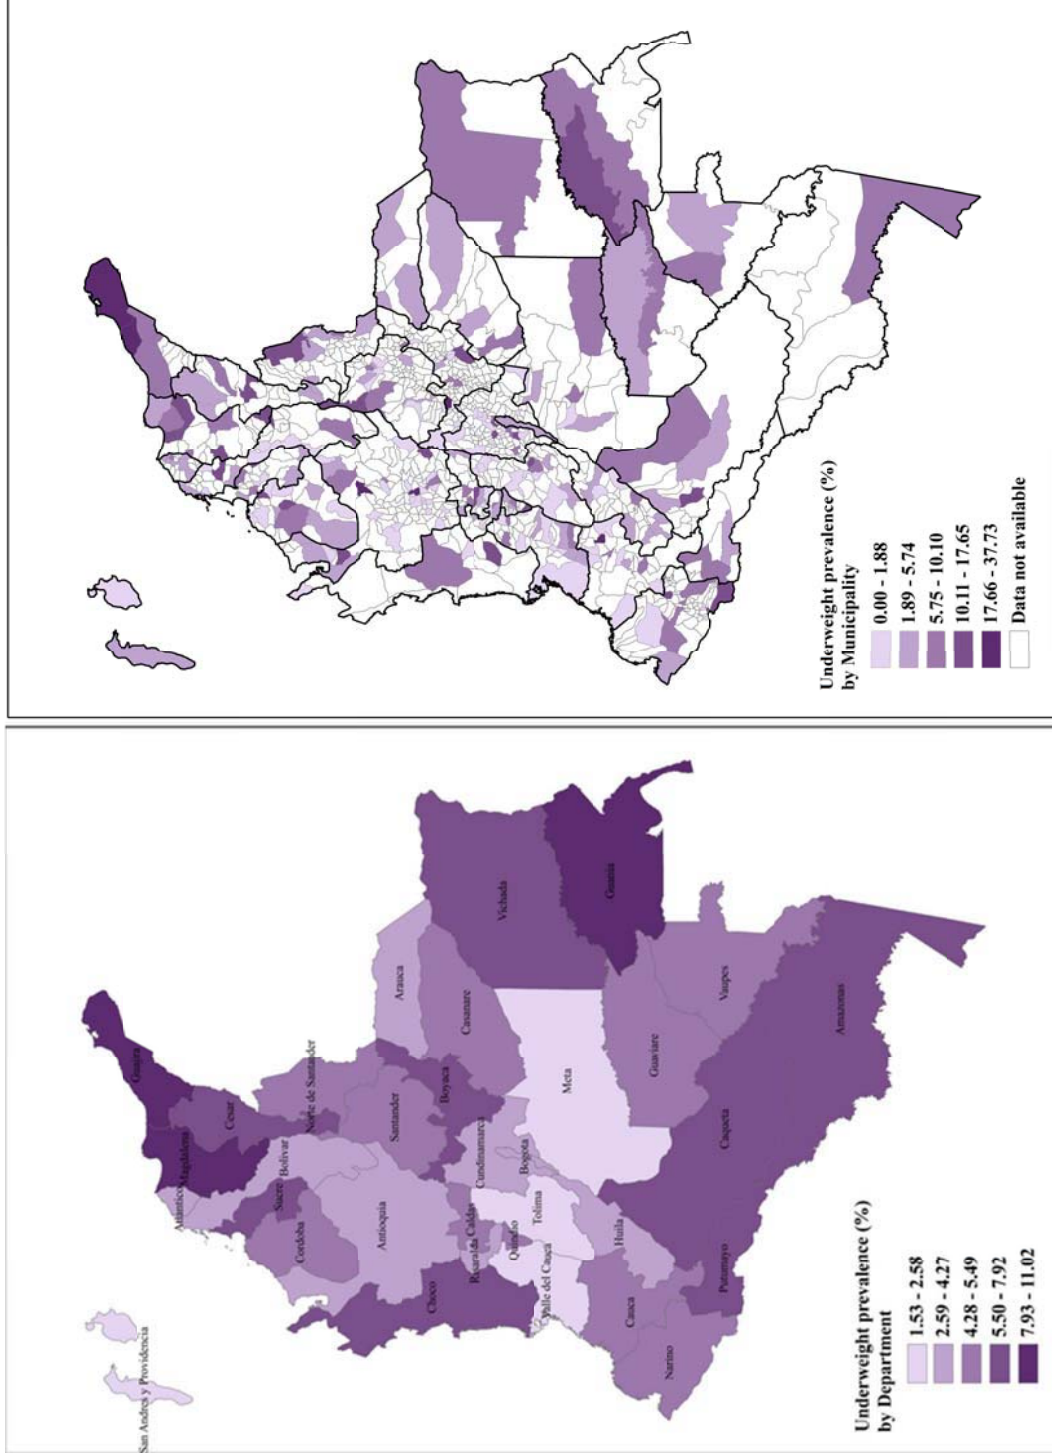 San Andres y Providencia
Guajira
Atlantico
Magdalena
Cesar
Sucre
Bolivar
Norte de Santander
Cordoba
Antioquia
Santander
Arauca
Boyaca
Casanare
Vichada
Choco
Caldas
Risaralda
Cundinamarca
Quindio
Bogota
Tolima
Valle del Cauca
Meta
Guania
Huila
Cauca
Guaviare
Narino
Putumayo
Caqueta
Vaupes
Amazonas
Underweight prevalence (%)
by Department
1.53 - 2.58
2.59 - 4.27
4.28 - 5.49
5.50 - 7.92
7.93 - 11.02
Underweight prevalence (%)
by Municipality
0.00 - 1.88
1.89 - 5.74
5.75 - 10.10
10.11 - 17.65
17.66 - 37.73
Data not available